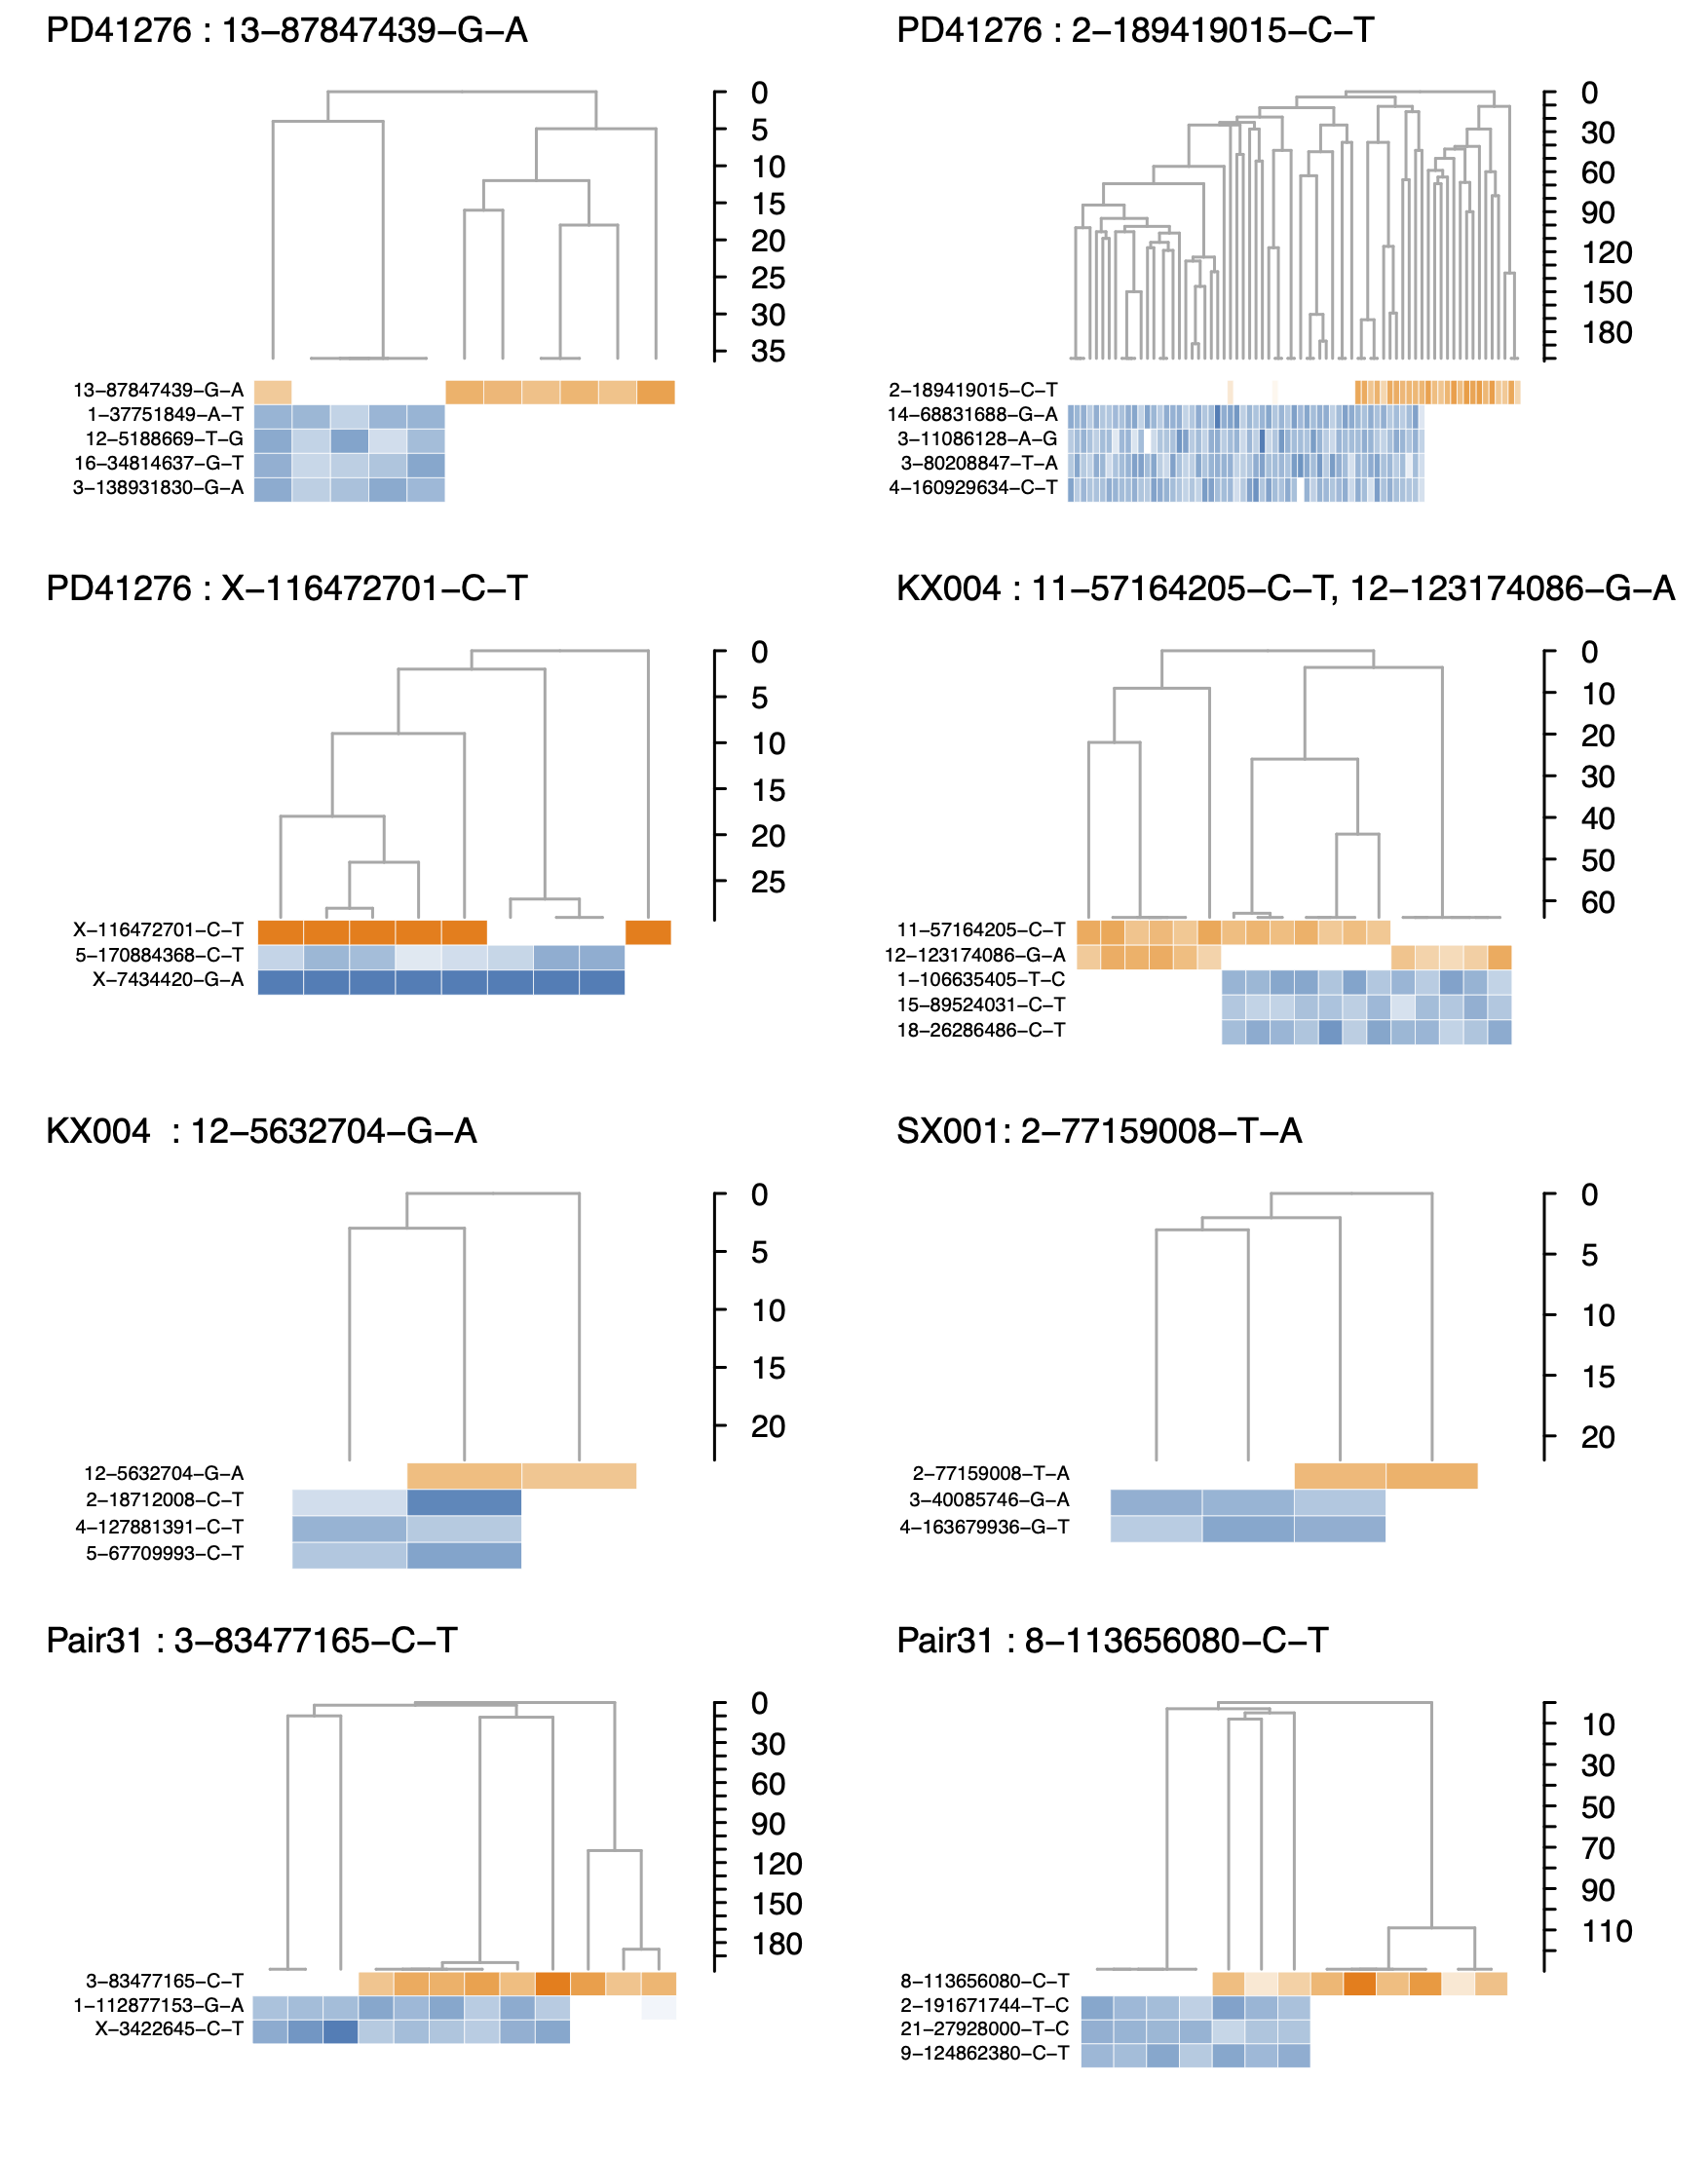 PD41276 : 13−87847439−G−A
0
5
10
15
20
25
30
35
13−87847439−G−A
1−37751849−A−T
12−5188669−T−G
16−34814637−G−T
3−138931830−G−A
PD41276 : 2−189419015−C−T
0
30
60
90
120
150
180
2−189419015−C−T
14−68831688−G−A
3−11086128−A−G
3−80208847−T−A
4−160929634−C−T
PD41276 : X−116472701−C−T
0
5
10
15
20
25
X−116472701−C−T
5−170884368−C−T
X−7434420−G−A
KX004 : 11−57164205−C−T, 12−123174086−G−A
0
10
20
30
40
50
60
11−57164205−C−T
12−123174086−G−A
1−106635405−T−C
15−89524031−C−T
18−26286486−C−T
KX004 : 12−5632704−G−A
0
5
10
15
20
12−5632704−G−A
2−18712008−C−T
4−127881391−C−T
5−67709993−C−T
SX001: 2−77159008−T−A
0
5
10
15
20
2−77159008−T−A
3−40085746−G−A
4−163679936−G−T
Pair31 : 3−83477165−C−T
0
30
60
90
120
150
180
3−83477165−C−T
1−112877153−G−A
X−3422645−C−T
Pair31 : 8−113656080−C−T
10
30
50
70
90
110
8−113656080−C−T
2−191671744−T−C
21−27928000−T−C
9−124862380−C−T